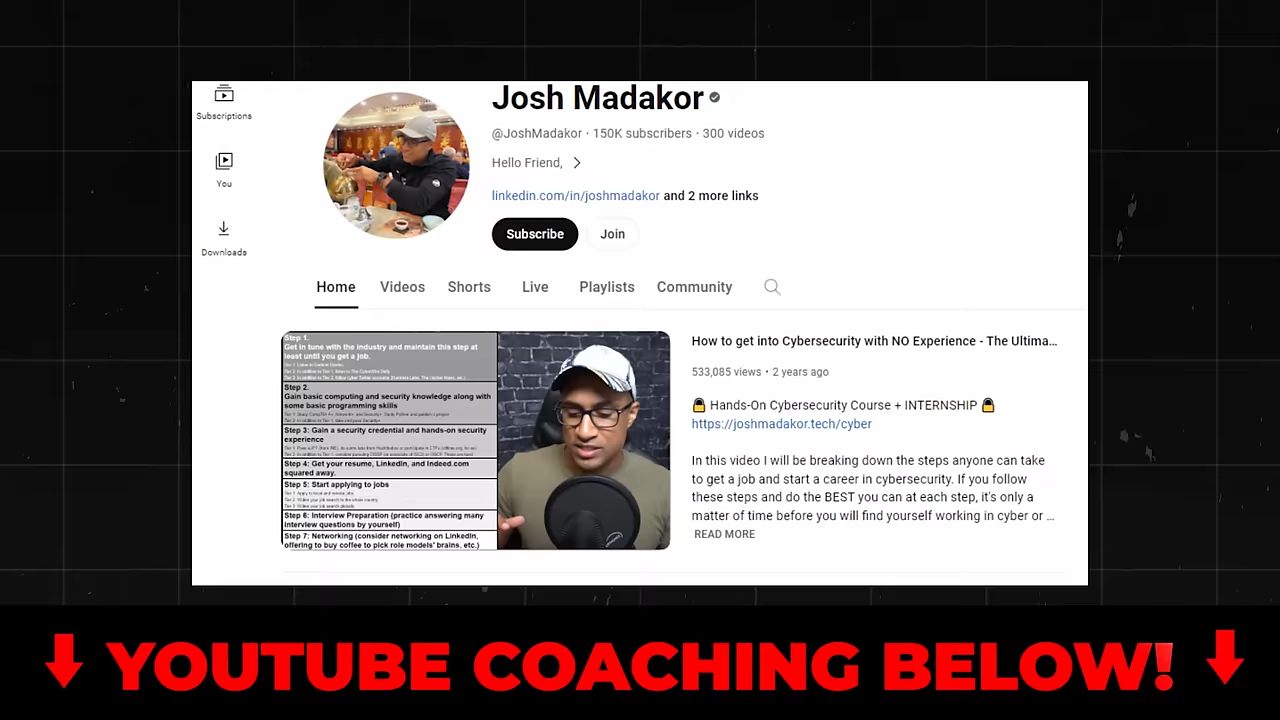 Subscriptions
You
Downloads
Josh Madakor
@JoshMadakor · 150K subscribers · 300 videos
Hello Friend,
linkedin.com/in/joshmadakor and 2 more links
Subscribe Join
Home Videos Shorts Live Playlists Community
Step 1.
Get in tune with the industry and maintain this step at
least until you get a job.
Step 2.
Gain basic computing and security knowledge along with
some basic programming skills
Step 3: Gain a security credential and hands-on security
experience
Step 4: Get your resume, LinkedIn, and Indeed.com
squared away.
Step 5: Start applying to jobs
Tier 1: Apply to local and remote jobs
Step 6: Interview Preparation (practice answering many
interview questions by yourself)
Step 7: Networking (consider networking on LinkedIn,
offering to buy coffee to pick role models' brains, etc.)
How to get into Cybersecurity with NO Experience - The Ultima...
533,085 views · 2 years ago
Hands-On Cybersecurity Course + INTERNSHIP
https://joshmadakor.tech/cyber
In this video I will be breaking down the steps anyone can take
to get a job and start a career in cybersecurity. If you follow
these steps and do the BEST you can at each step, it's only a
matter of time before you will find yourself working in cyber or ...
READ MORE
YOUTUBE COACHING BELOW!